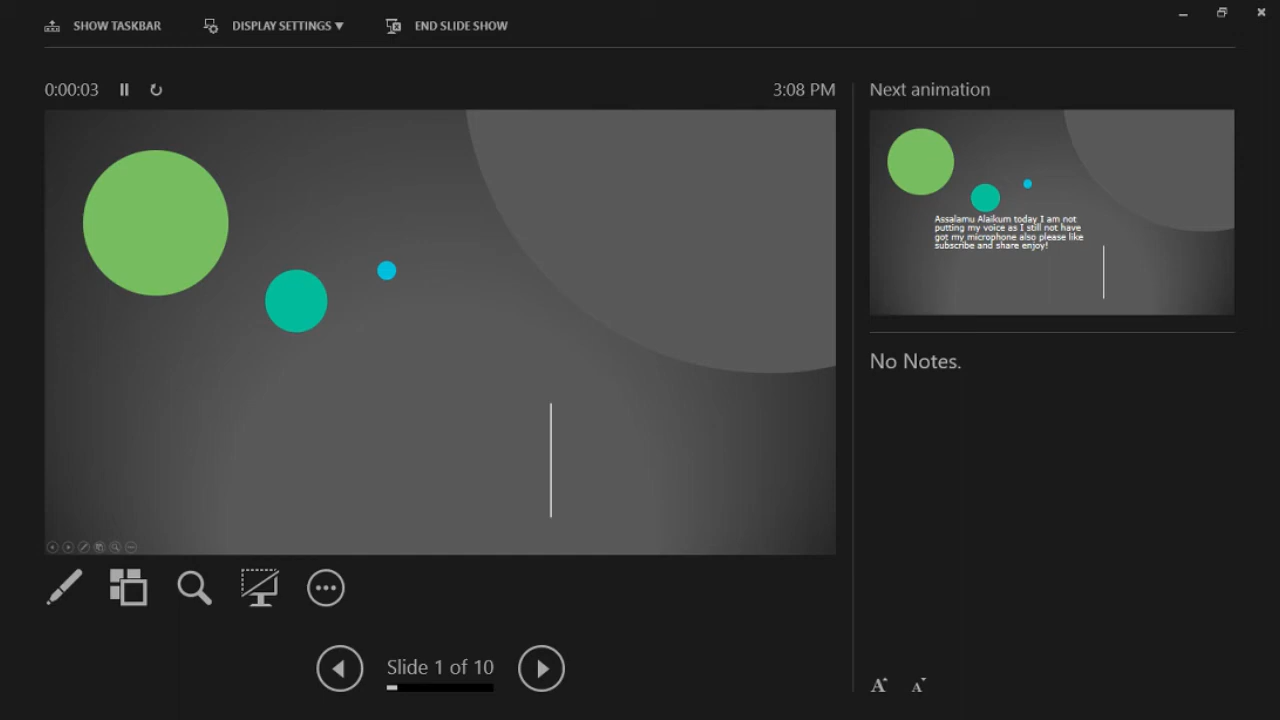 SHOW TASKBAR
DISPLAY SETTINGS ▼
END SLIDE SHOW
0:00:03
3:08 PM
Next animation
Assalamu Alaikum today I am not
putting my voice as I still not have
got my microphone also please like
subscribe and share enjoy!
No Notes.
Slide 1 of 10
A A